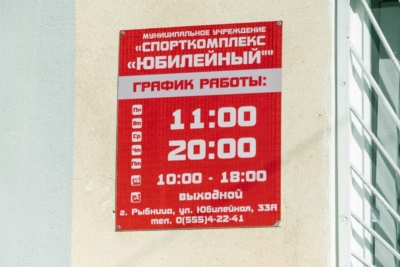 МУНИЦИПАЛЬНОЕ УЧРЕЖДЕНИЕ
«СПОРТКОМПЛЕКС
«ЮБИЛЕЙНЫЙ""
ГРАФИК РАБОТЫ:
11:00
20:00
10:00 - 18:00
ВЫХОДНОЙ
г. Рыбница, ул. Юбилейная, 33А
тел. 0(555)4-22-41